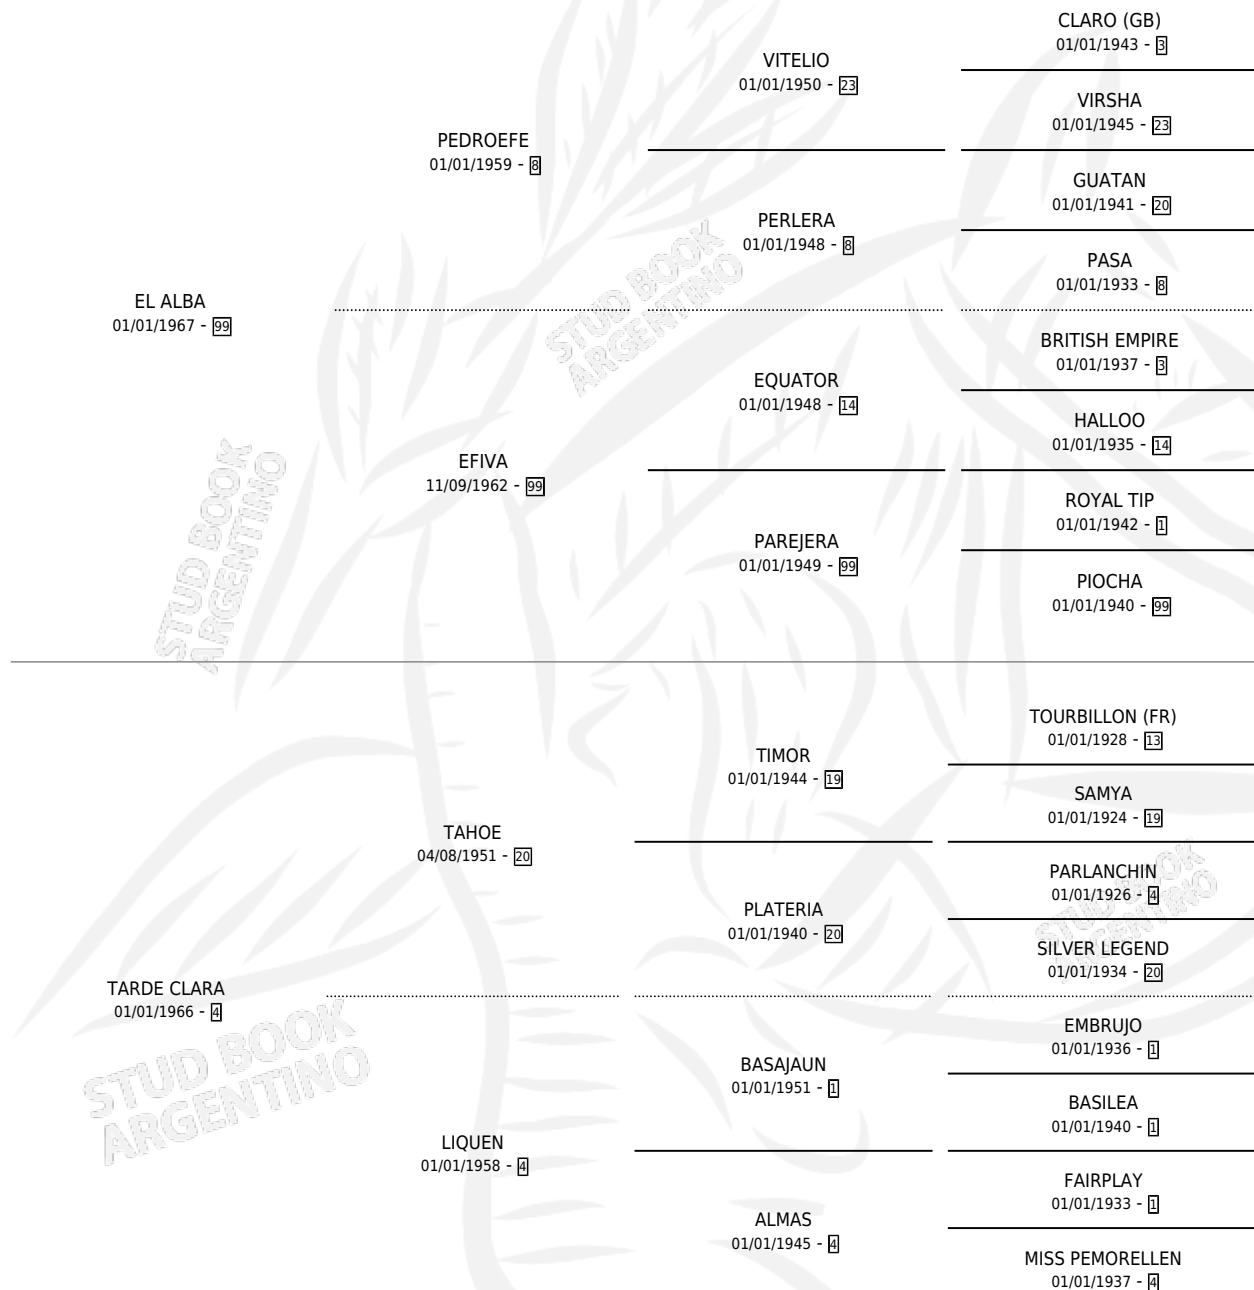 CLARO (GB)
01/01/1943 - 3
VITELIO
01/01/1950 - 23
VIRSHA
01/01/1945 - 23
PEDROEFE
01/01/1959 - 8
GUATAN
01/01/1941 - 20
PERLERA
01/01/1948 - 8
PASA
01/01/1933 - 8
EL ALBA
01/01/1967 - 99
STUD BOOK
ARGENTINO
BRITISH EMPIRE
01/01/1937 - 3
EQUATOR
01/01/1948 - 14
HALLOO
01/01/1935 - 14
EFIVA
11/09/1962 - 99
ROYAL TIP
01/01/1942 - 1
PAREJERA
01/01/1949 - 99
PIOCHA
01/01/1940 - 99
STUD BOOK
ARGENTINO
TOURBILLON (FR)
01/01/1928 - 13
TIMOR
01/01/1944 - 19
SAMYA
01/01/1924 - 19
TAHOE
04/08/1951 - 20
PARLANCHIN
01/01/1926 - 4
STUD BOOK
ARGENTINO
PLATERIA
01/01/1940 - 20
SILVER LEGEND
01/01/1934 - 20
TARDE CLARA
01/01/1966 - 4
STUD BOOK
ARGENTINO
EMBRUJO
01/01/1936 - 1
BASAJAUN
01/01/1951 - 1
BASILEA
01/01/1940 - 1
LIQUEN
01/01/1958 - 4
FAIRPLAY
01/01/1933 - 1
ALMAS
01/01/1945 - 4
MISS PEMORELLEN
01/01/1937 - 4